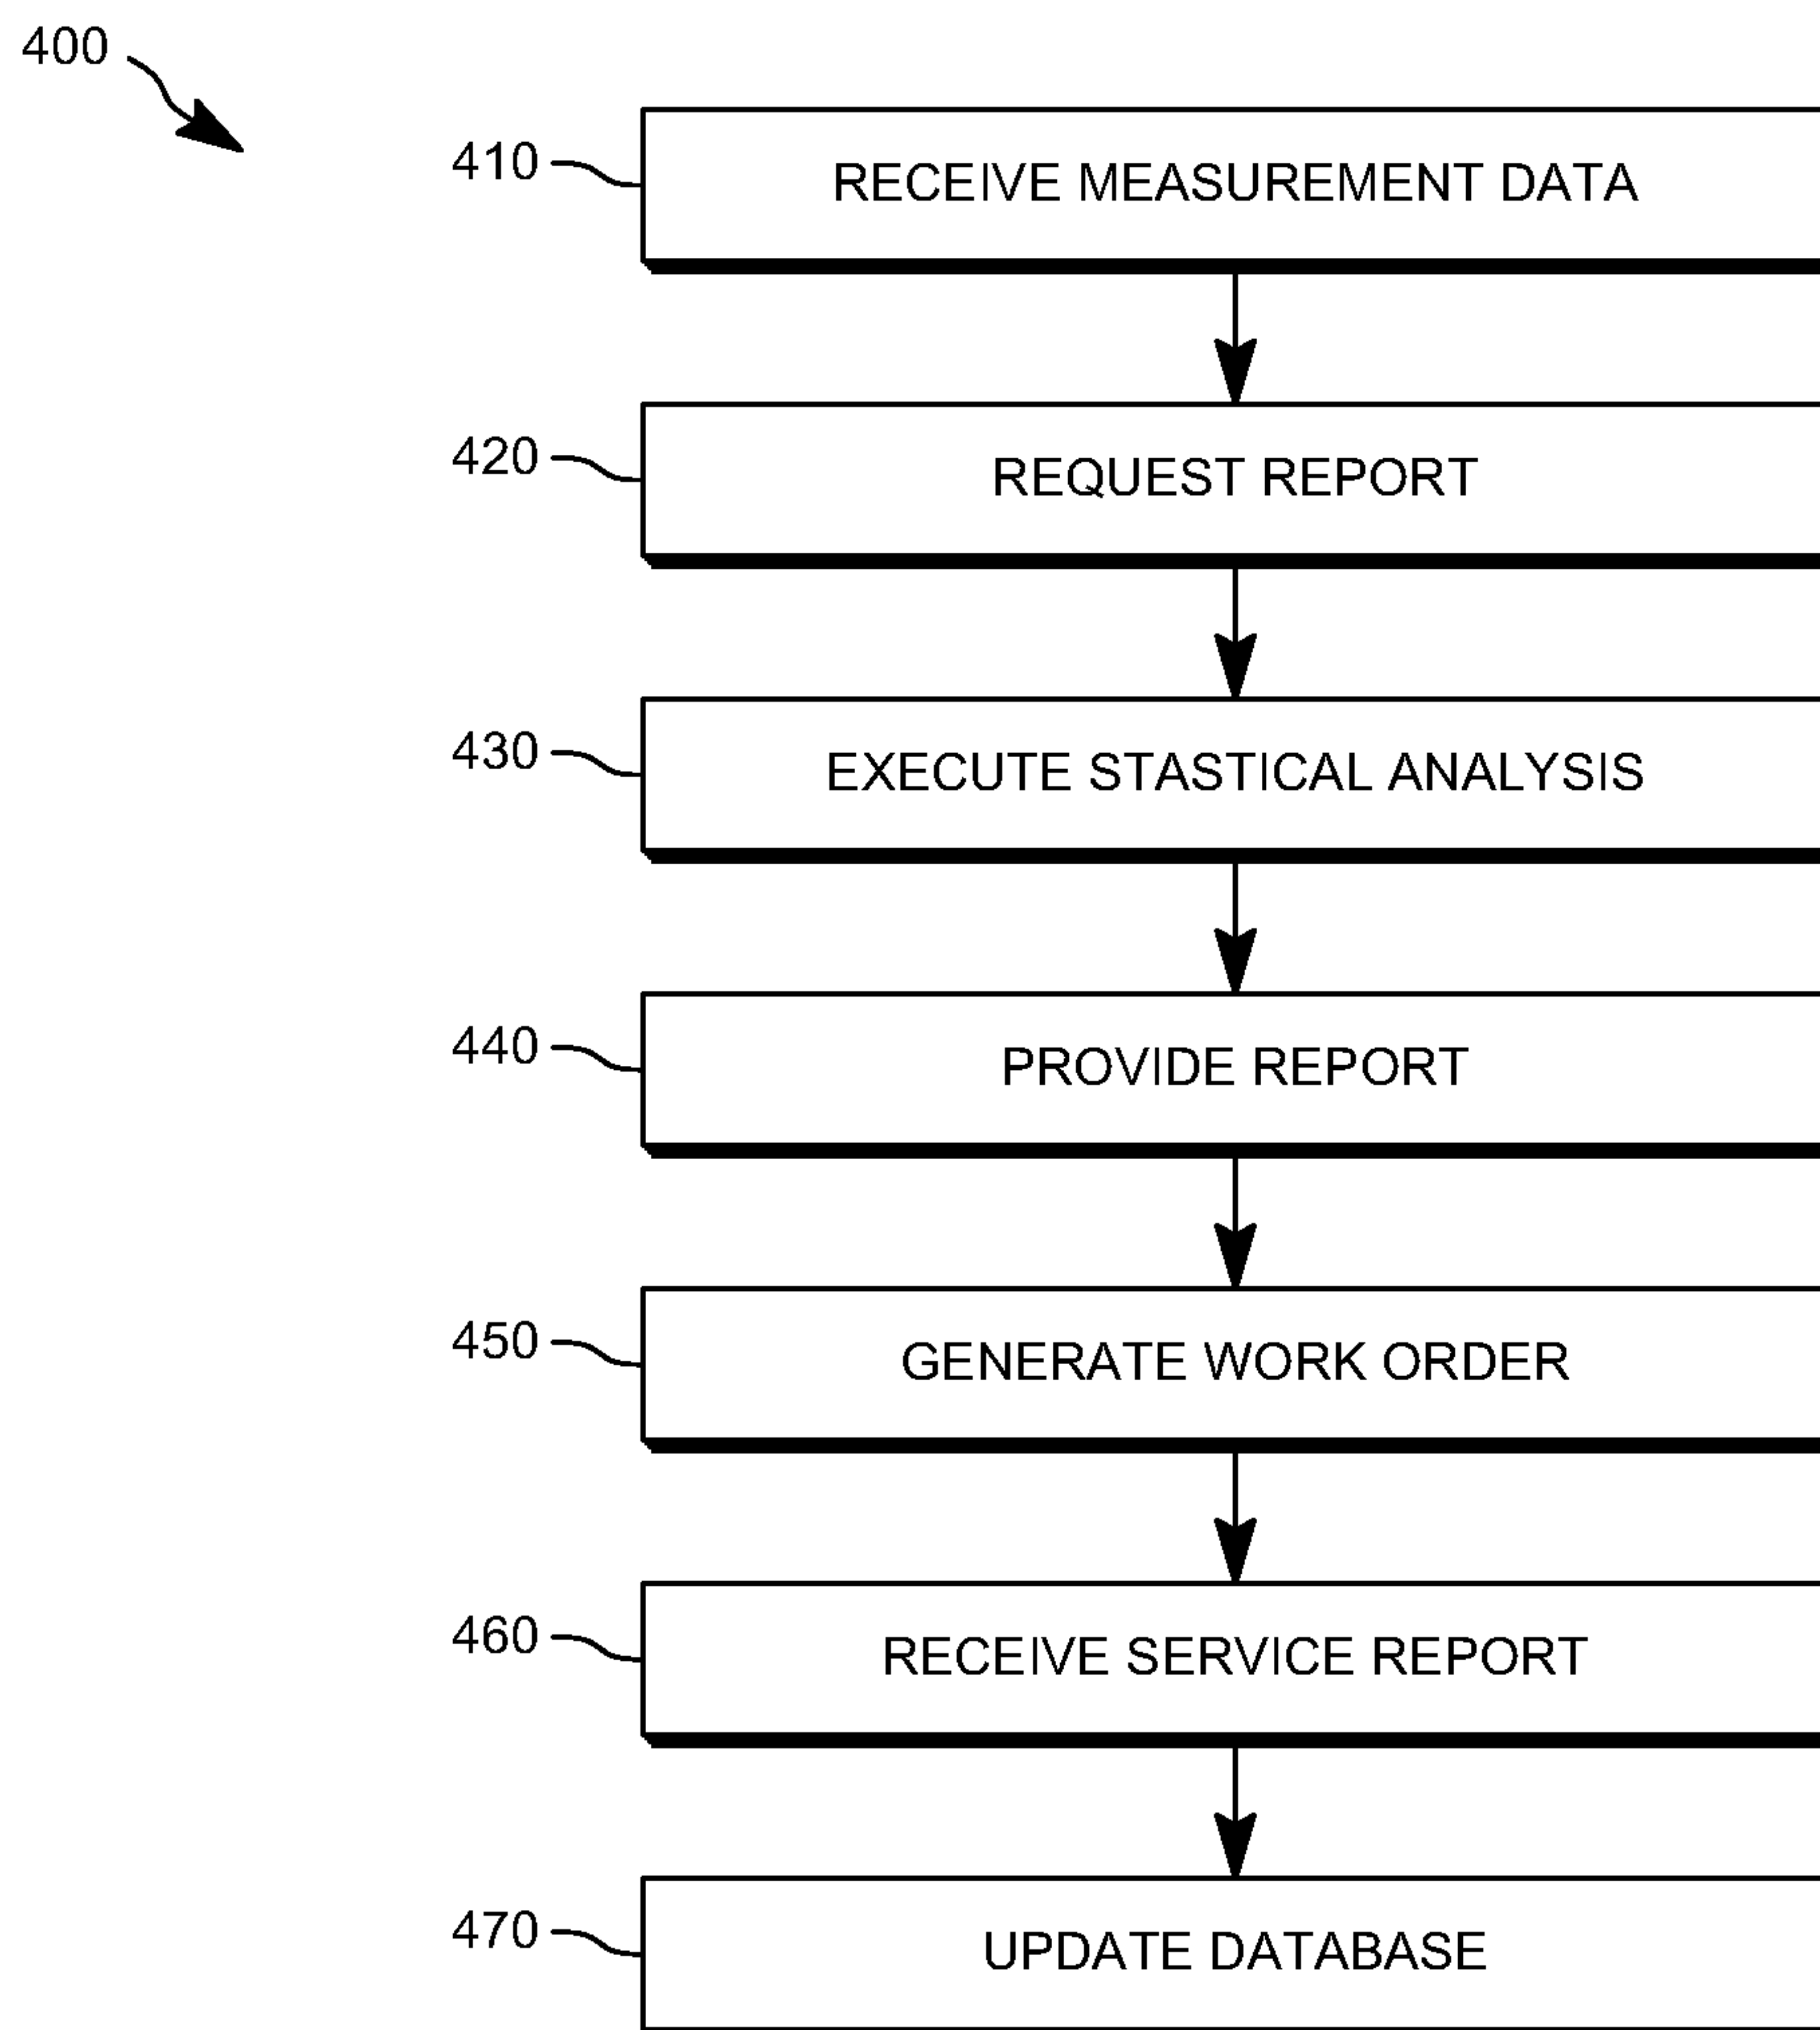 400
410 RECEIVE MEASUREMENT DATA
420 REQUEST REPORT
430 EXECUTE STASTICAL ANALYSIS
440 PROVIDE REPORT
450 GENERATE WORK ORDER
460 RECEIVE SERVICE REPORT
470 UPDATE DATABASE